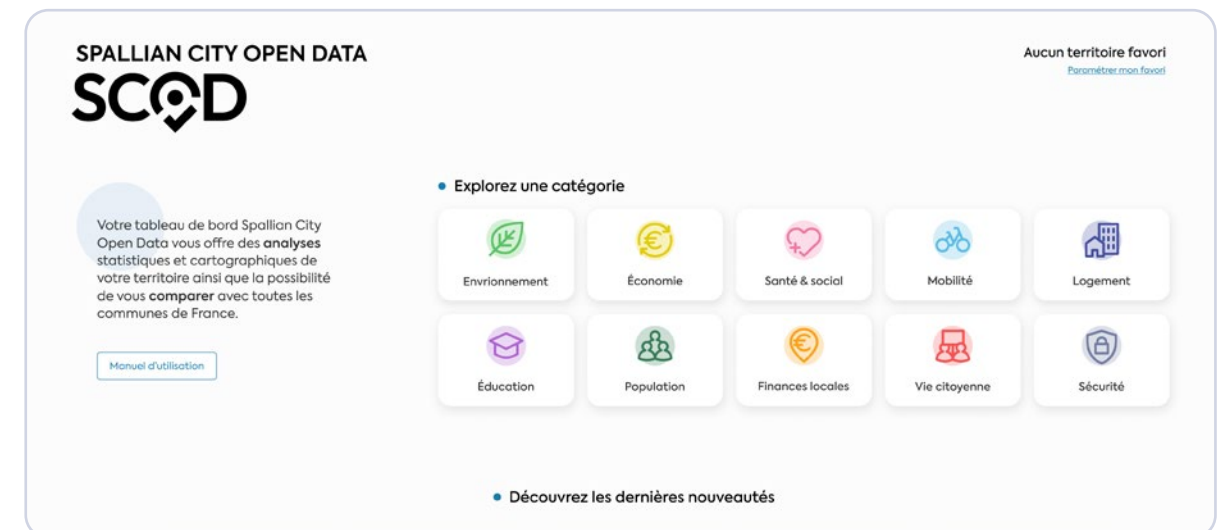 SPALLIAN CITY OPEN DATA
SCOD
Aucun territoire favori
Paramétrer mon favori
Votre tableau de bord Spallian City
Open Data vous offre des analyses
statistiques et cartographiques de
votre territoire ainsi que la possibilité
de vous comparer avec toutes les
communes de France.
Manuel d'utilisation
Explorez une catégorie
Envrionnement
Économie
Santé & social
Mobilité
Logement
Éducation
Population
Finances locales
Vie citoyenne
Sécurité
Découvrez les dernières nouveautés